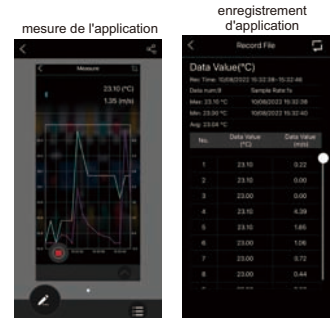 mesure de l'application
enregistrement
d'application
Measure
23.10 (°C)
1.35 (m/s)
Record File
Data Value(°C)
Rec Time: 10/08/2022 15:32:38-15:32:46
Data num:8 Sample Rate:1s
Max: 23.10 °C 10/08/2022 15:32:38
Min: 23.00 °C 10/08/2022 15:32:40
Avg: 23.04 °C
No. Data Value (°C) Data Value (m/s)
1 23.10 0.22
2 23.10 0.00
3 23.00 0.00
4 23.10 4.39
5 23.10 1.85
6 23.00 1.06
7 23.00 0.72
8 23.00 0.44